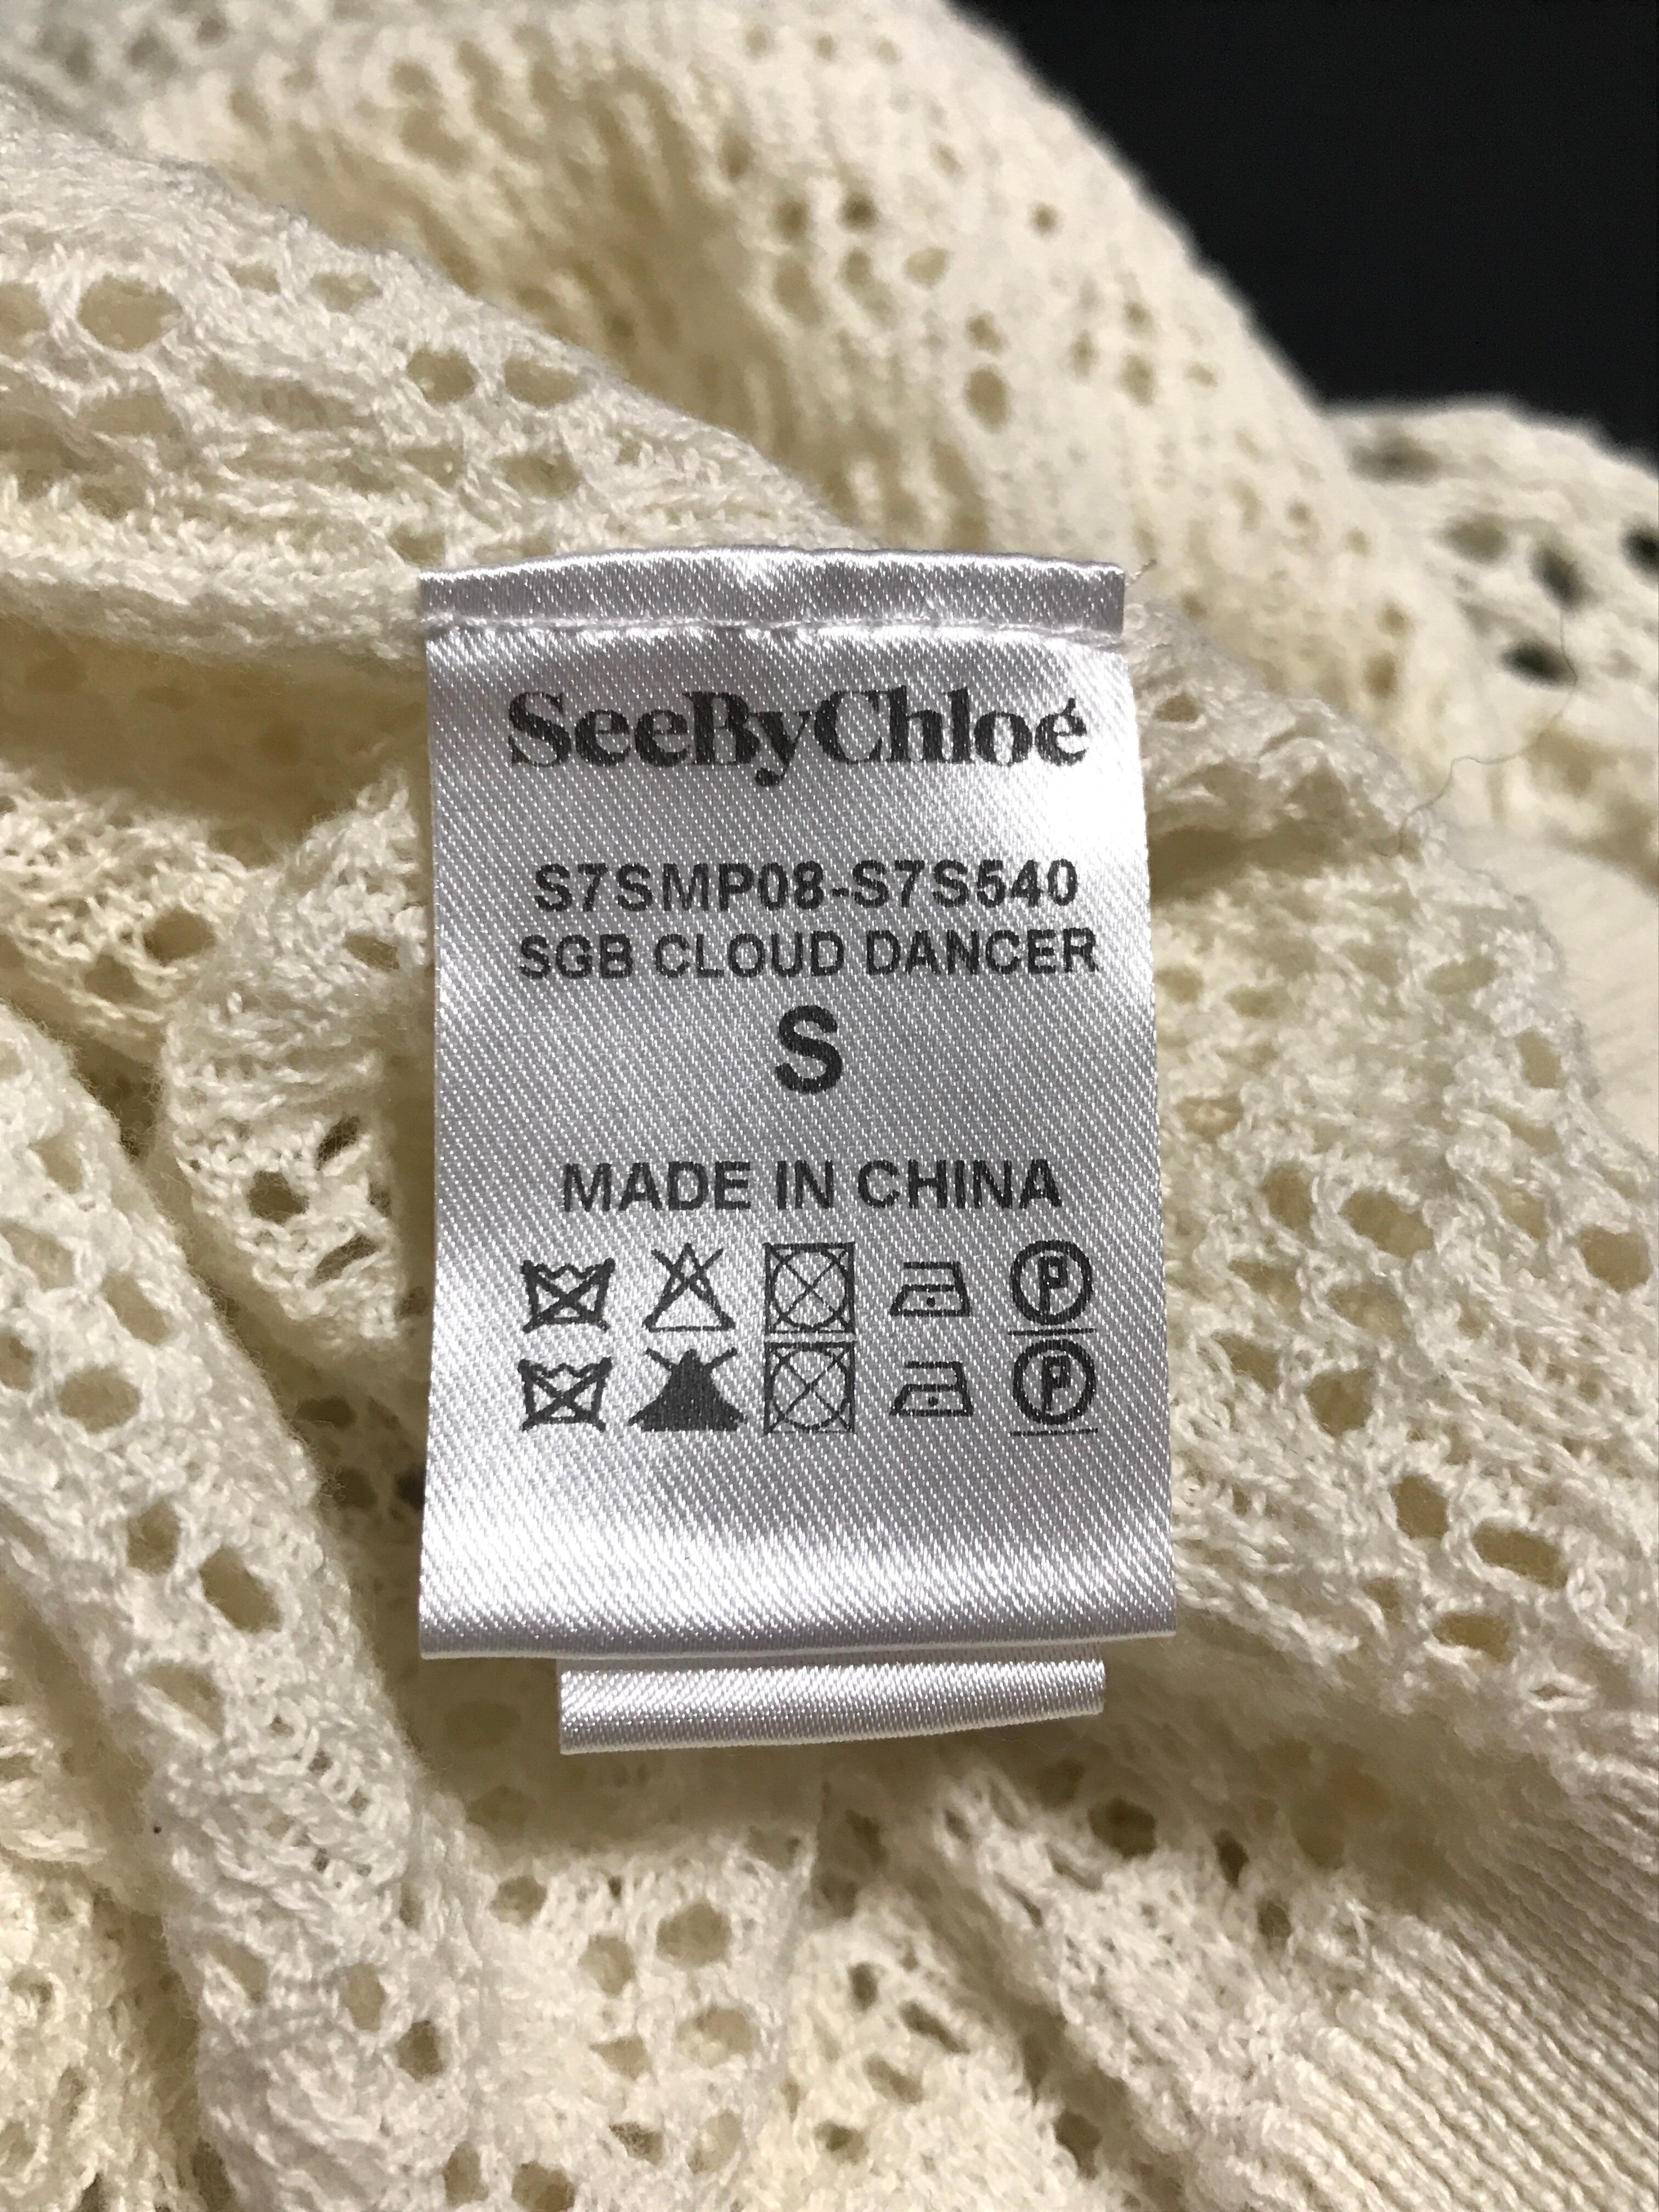 SeeByChloé
S7SMP08-S7S540
SGB CLOUD DANCER
S
MADE IN CHINA
P
P